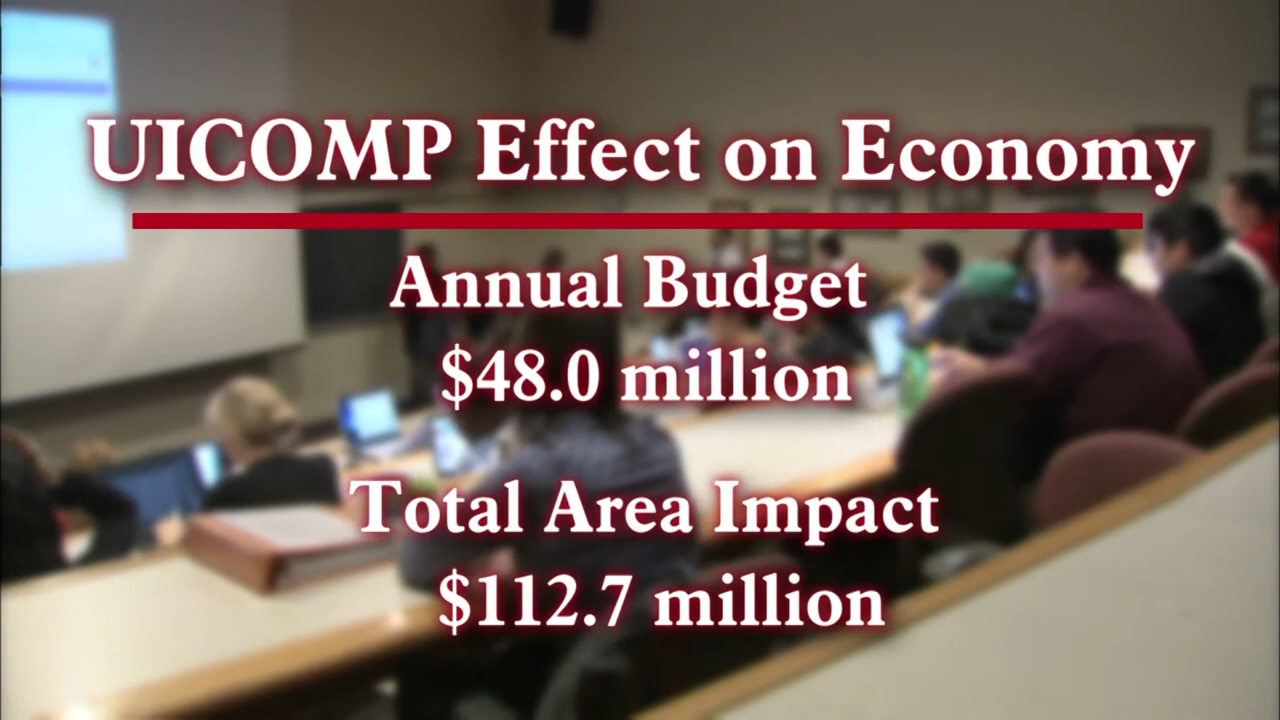 UICOMP Effect on Economy
Annual Budget
$48.0 million
Total Area Impact
$112.7 million